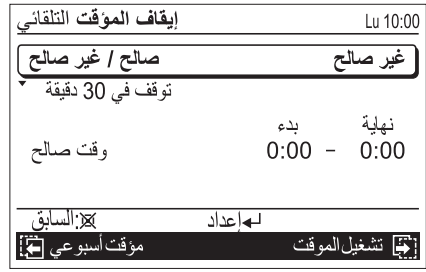 إيقاف المؤقت التلقائي Lu 10:00
صالح / غير صالح غير صالح
توقف في 30 دقيقة
بدء نهاية
وقت صالح 0:00 - 0:00
السابق: إعداد
مؤقت أسبوعي تشغيل الموقت